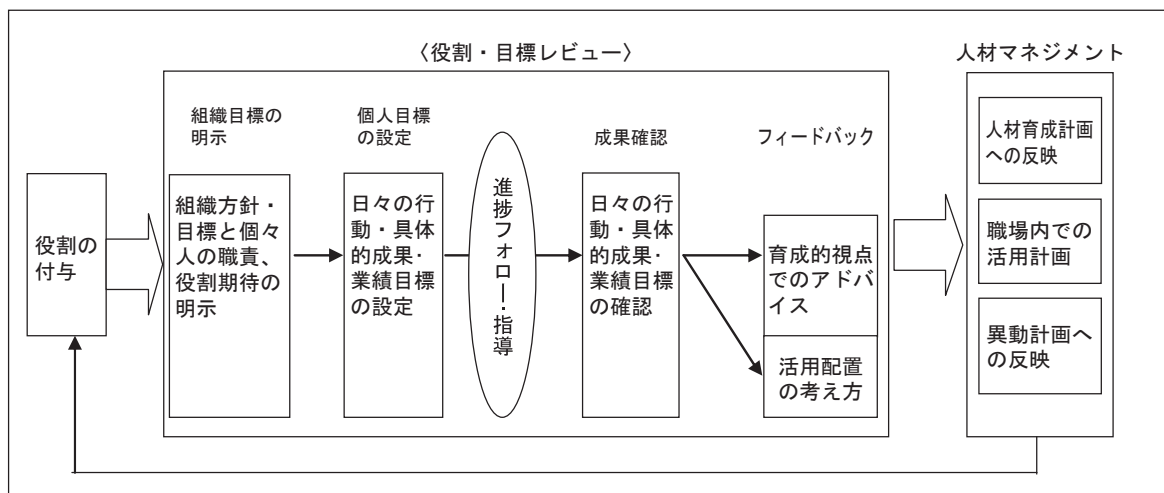 〈役割・目標レビュー〉
人材マネジメント
組織目標の
明示
個人目標
の設定
成果確認
フィードバック
役割の
付与
組織方針・
目標と個々
人の職責、
役割期待の
明示
日々の行
動・具体
的成果・
業績目標
の設定
進捗フォロー・指導
日々の行
動・具体
的成果・
業績目標
の確認
育成的視点
でのアドバ
イス
活用配置
の考え方
人材育成計画
への反映
職場内での
活用計画
異動計画へ
の反映